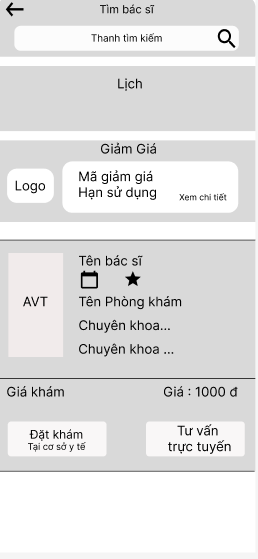 Tìm bác sĩ
Thanh tìm kiếm
Lịch
Giảm Giá
Logo
Mã giảm giá
Hạn sử dụng
Xem chi tiết
AVT
Tên bác sĩ
Tên Phòng khám
Chuyên khoa...
Chuyên khoa ...
Giá khám
Giá : 1000 đ
Đặt khám
Tại cơ sở y tế
Tư vấn
trực tuyến